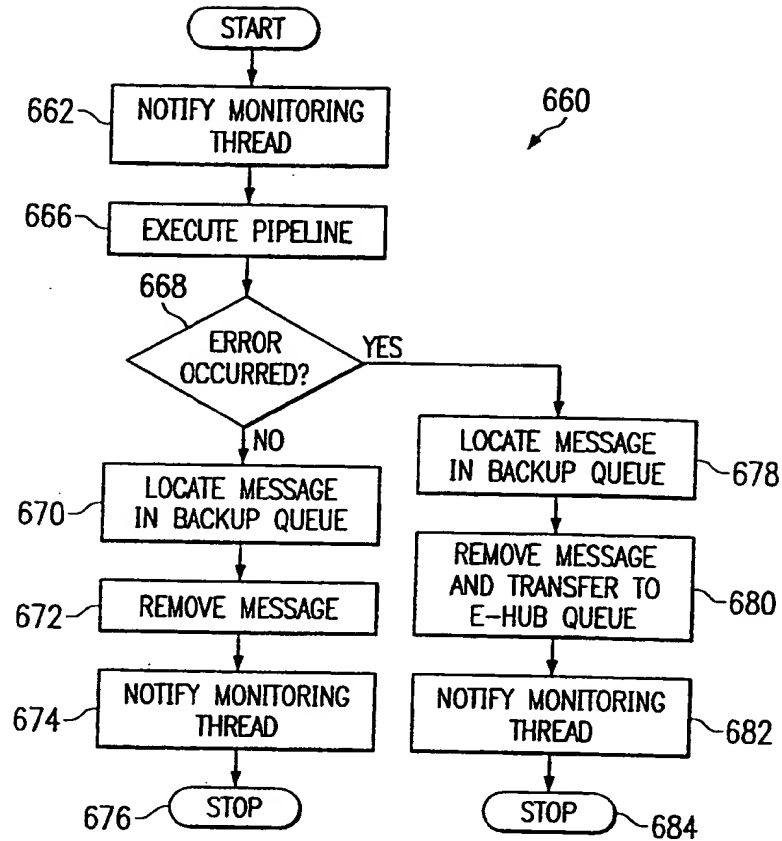 START
662
NOTIFY MONITORING
THREAD
660
666
EXECUTE PIPELINE
668
ERROR
OCCURRED?
YES
NO
670
LOCATE MESSAGE
IN BACKUP QUEUE
672
REMOVE MESSAGE
674
NOTIFY MONITORING
THREAD
676
STOP
LOCATE MESSAGE
IN BACKUP QUEUE
678
REMOVE MESSAGE
AND TRANSFER TO
E-HUB QUEUE
680
NOTIFY MONITORING
THREAD
682
STOP
684